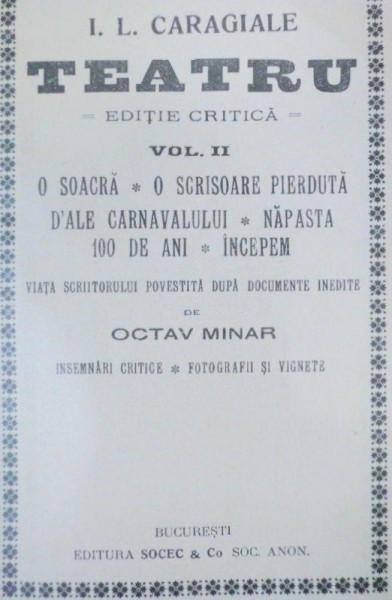 I. L. CARAGIALE
TEATRU
= EDIȚIE CRITICĂ =
VOL. II
O SOACRĂ * O SCRISOARE PIERDUTĂ
D'ALE CARNAVALULUI * NĂPASTA
100 DE ANI * ÎNCEPEM
VIAȚA SCRIITORULUI POVESTITĂ DUPĂ DOCUMENTE INEDITE
DE
OCTAV MINAR
INSEMNĂRI CRITICE * FOTOGRAFII ȘI VIGNETE
BUCUREȘTI
EDITURA SOCEC & Co SOC. ANON.